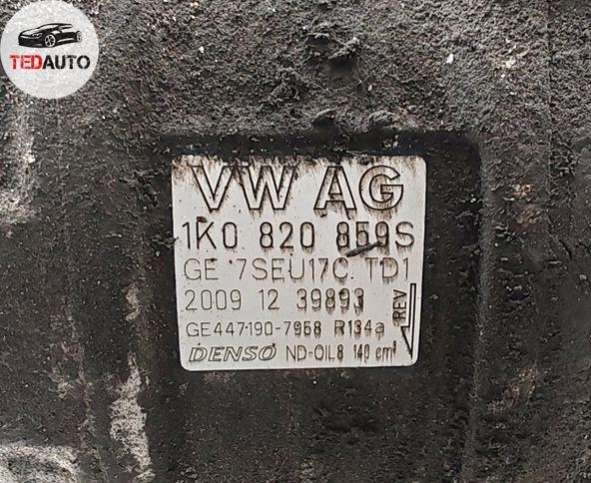 TEDAUTO
VW AG
1K0 820 859S
GE 7SEU17C TD1
2009 12 39893
REV
GE447190-7958 R134a
DENSO ND-OIL8 140 cm³